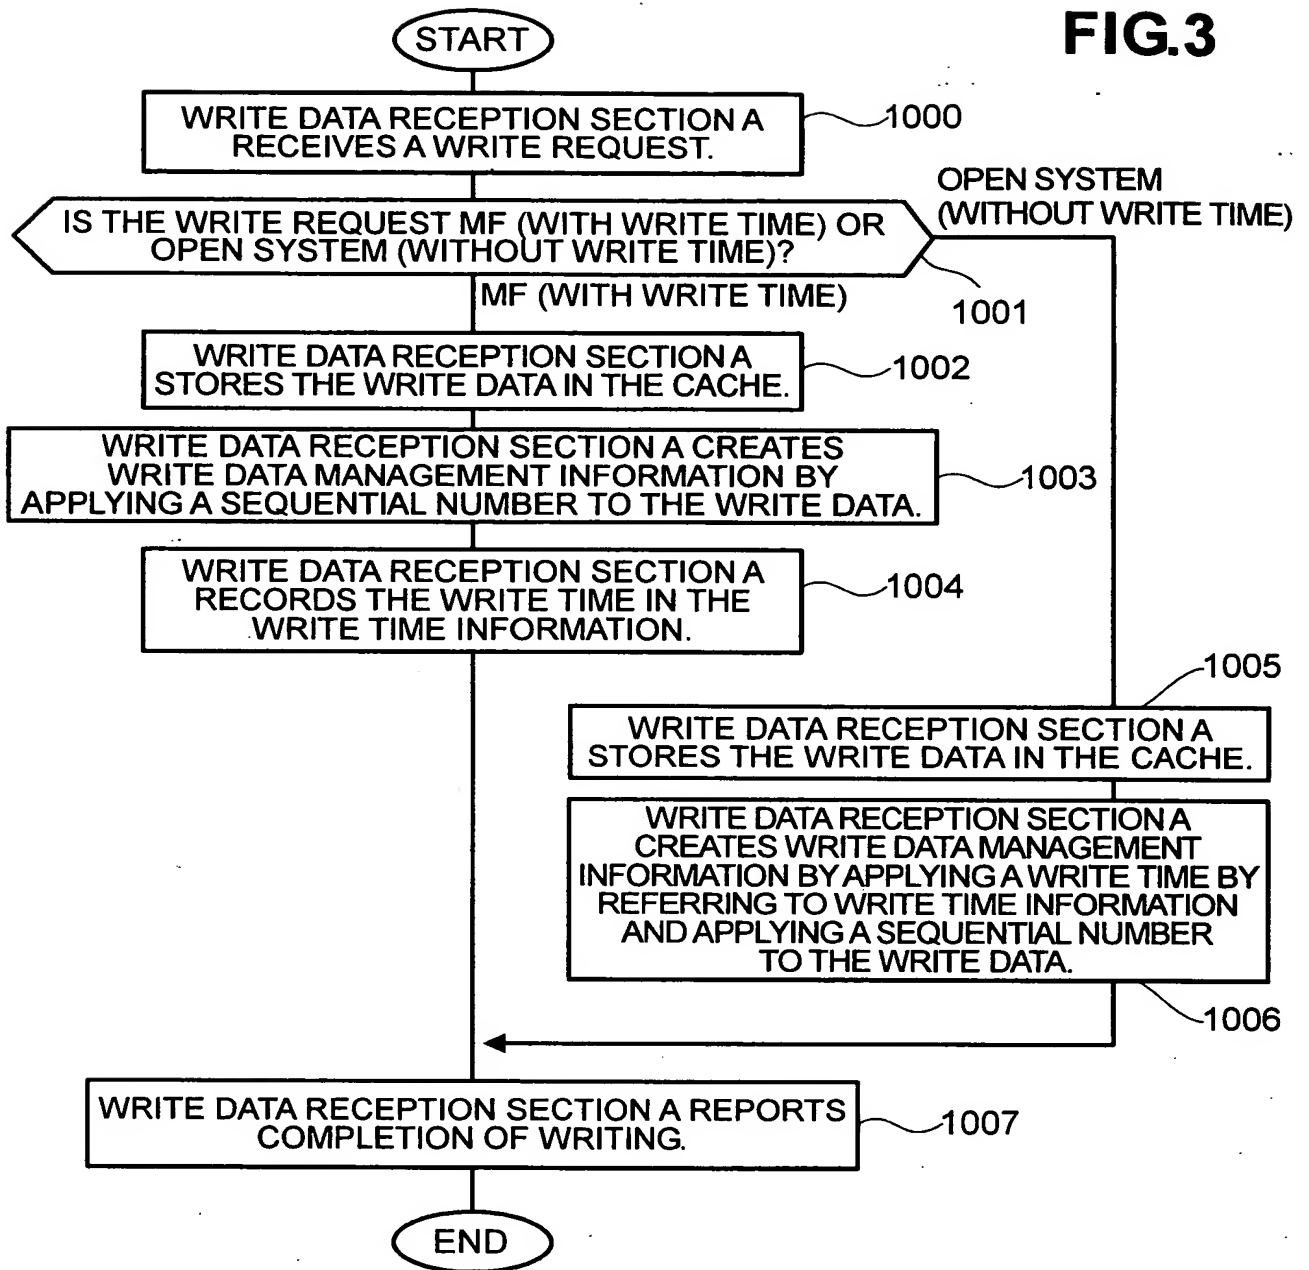 FIG.3
START
WRITE DATA RECEPTION SECTION A
RECEIVES A WRITE REQUEST.
1000
OPEN SYSTEM
(WITHOUT WRITE TIME)
IS THE WRITE REQUEST MF (WITH WRITE TIME) OR
OPEN SYSTEM (WITHOUT WRITE TIME)?
1001
MF (WITH WRITE TIME)
WRITE DATA RECEPTION SECTION A
STORES THE WRITE DATA IN THE CACHE.
1002
WRITE DATA RECEPTION SECTION A CREATES
WRITE DATA MANAGEMENT INFORMATION BY
APPLYING A SEQUENTIAL NUMBER TO THE WRITE DATA.
1003
WRITE DATA RECEPTION SECTION A
RECORDS THE WRITE TIME IN THE
WRITE TIME INFORMATION.
1004
1005
WRITE DATA RECEPTION SECTION A
STORES THE WRITE DATA IN THE CACHE.
WRITE DATA RECEPTION SECTION A
CREATES WRITE DATA MANAGEMENT
INFORMATION BY APPLYING A WRITE TIME BY
REFERRING TO WRITE TIME INFORMATION
AND APPLYING A SEQUENTIAL NUMBER
TO THE WRITE DATA.
1006
WRITE DATA RECEPTION SECTION A REPORTS
COMPLETION OF WRITING.
1007
END